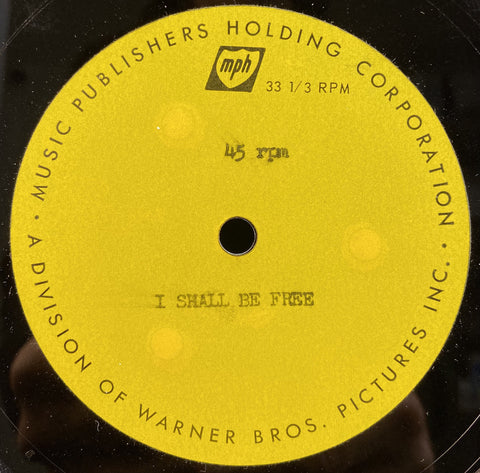 MUSIC PUBLISHERS HOLDING CORPORATION
mph
33 1/3 RPM
45 rpm
I SHALL BE FREE
• A DIVISION OF WARNER BROS. PICTURES INC. •